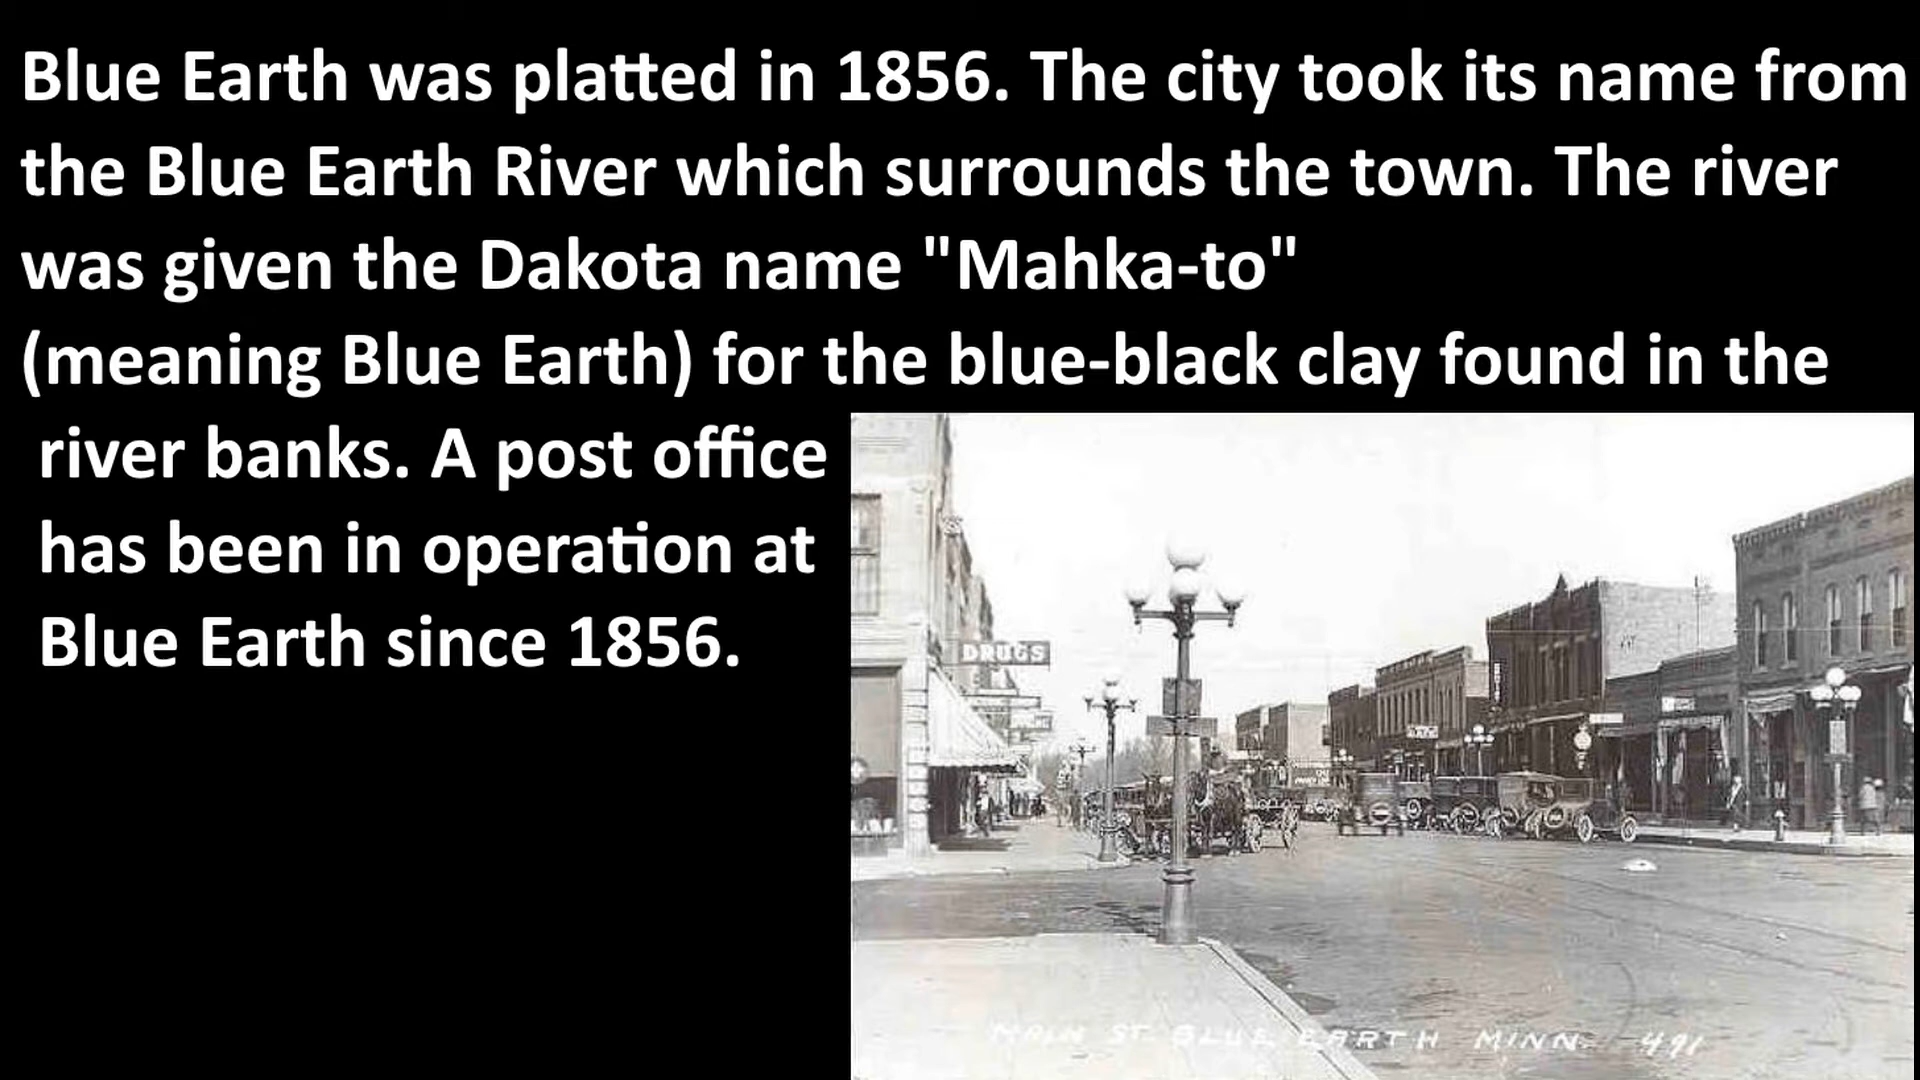 Blue Earth was platted in 1856. The city took its name from
the Blue Earth River which surrounds the town. The river
was given the Dakota name "Mahka-to"
(meaning Blue Earth) for the blue-black clay found in the
river banks. A post office
has been in operation at
Blue Earth since 1856.
DRUGS
MAIN ST. BLUE EARTH MINN. 491